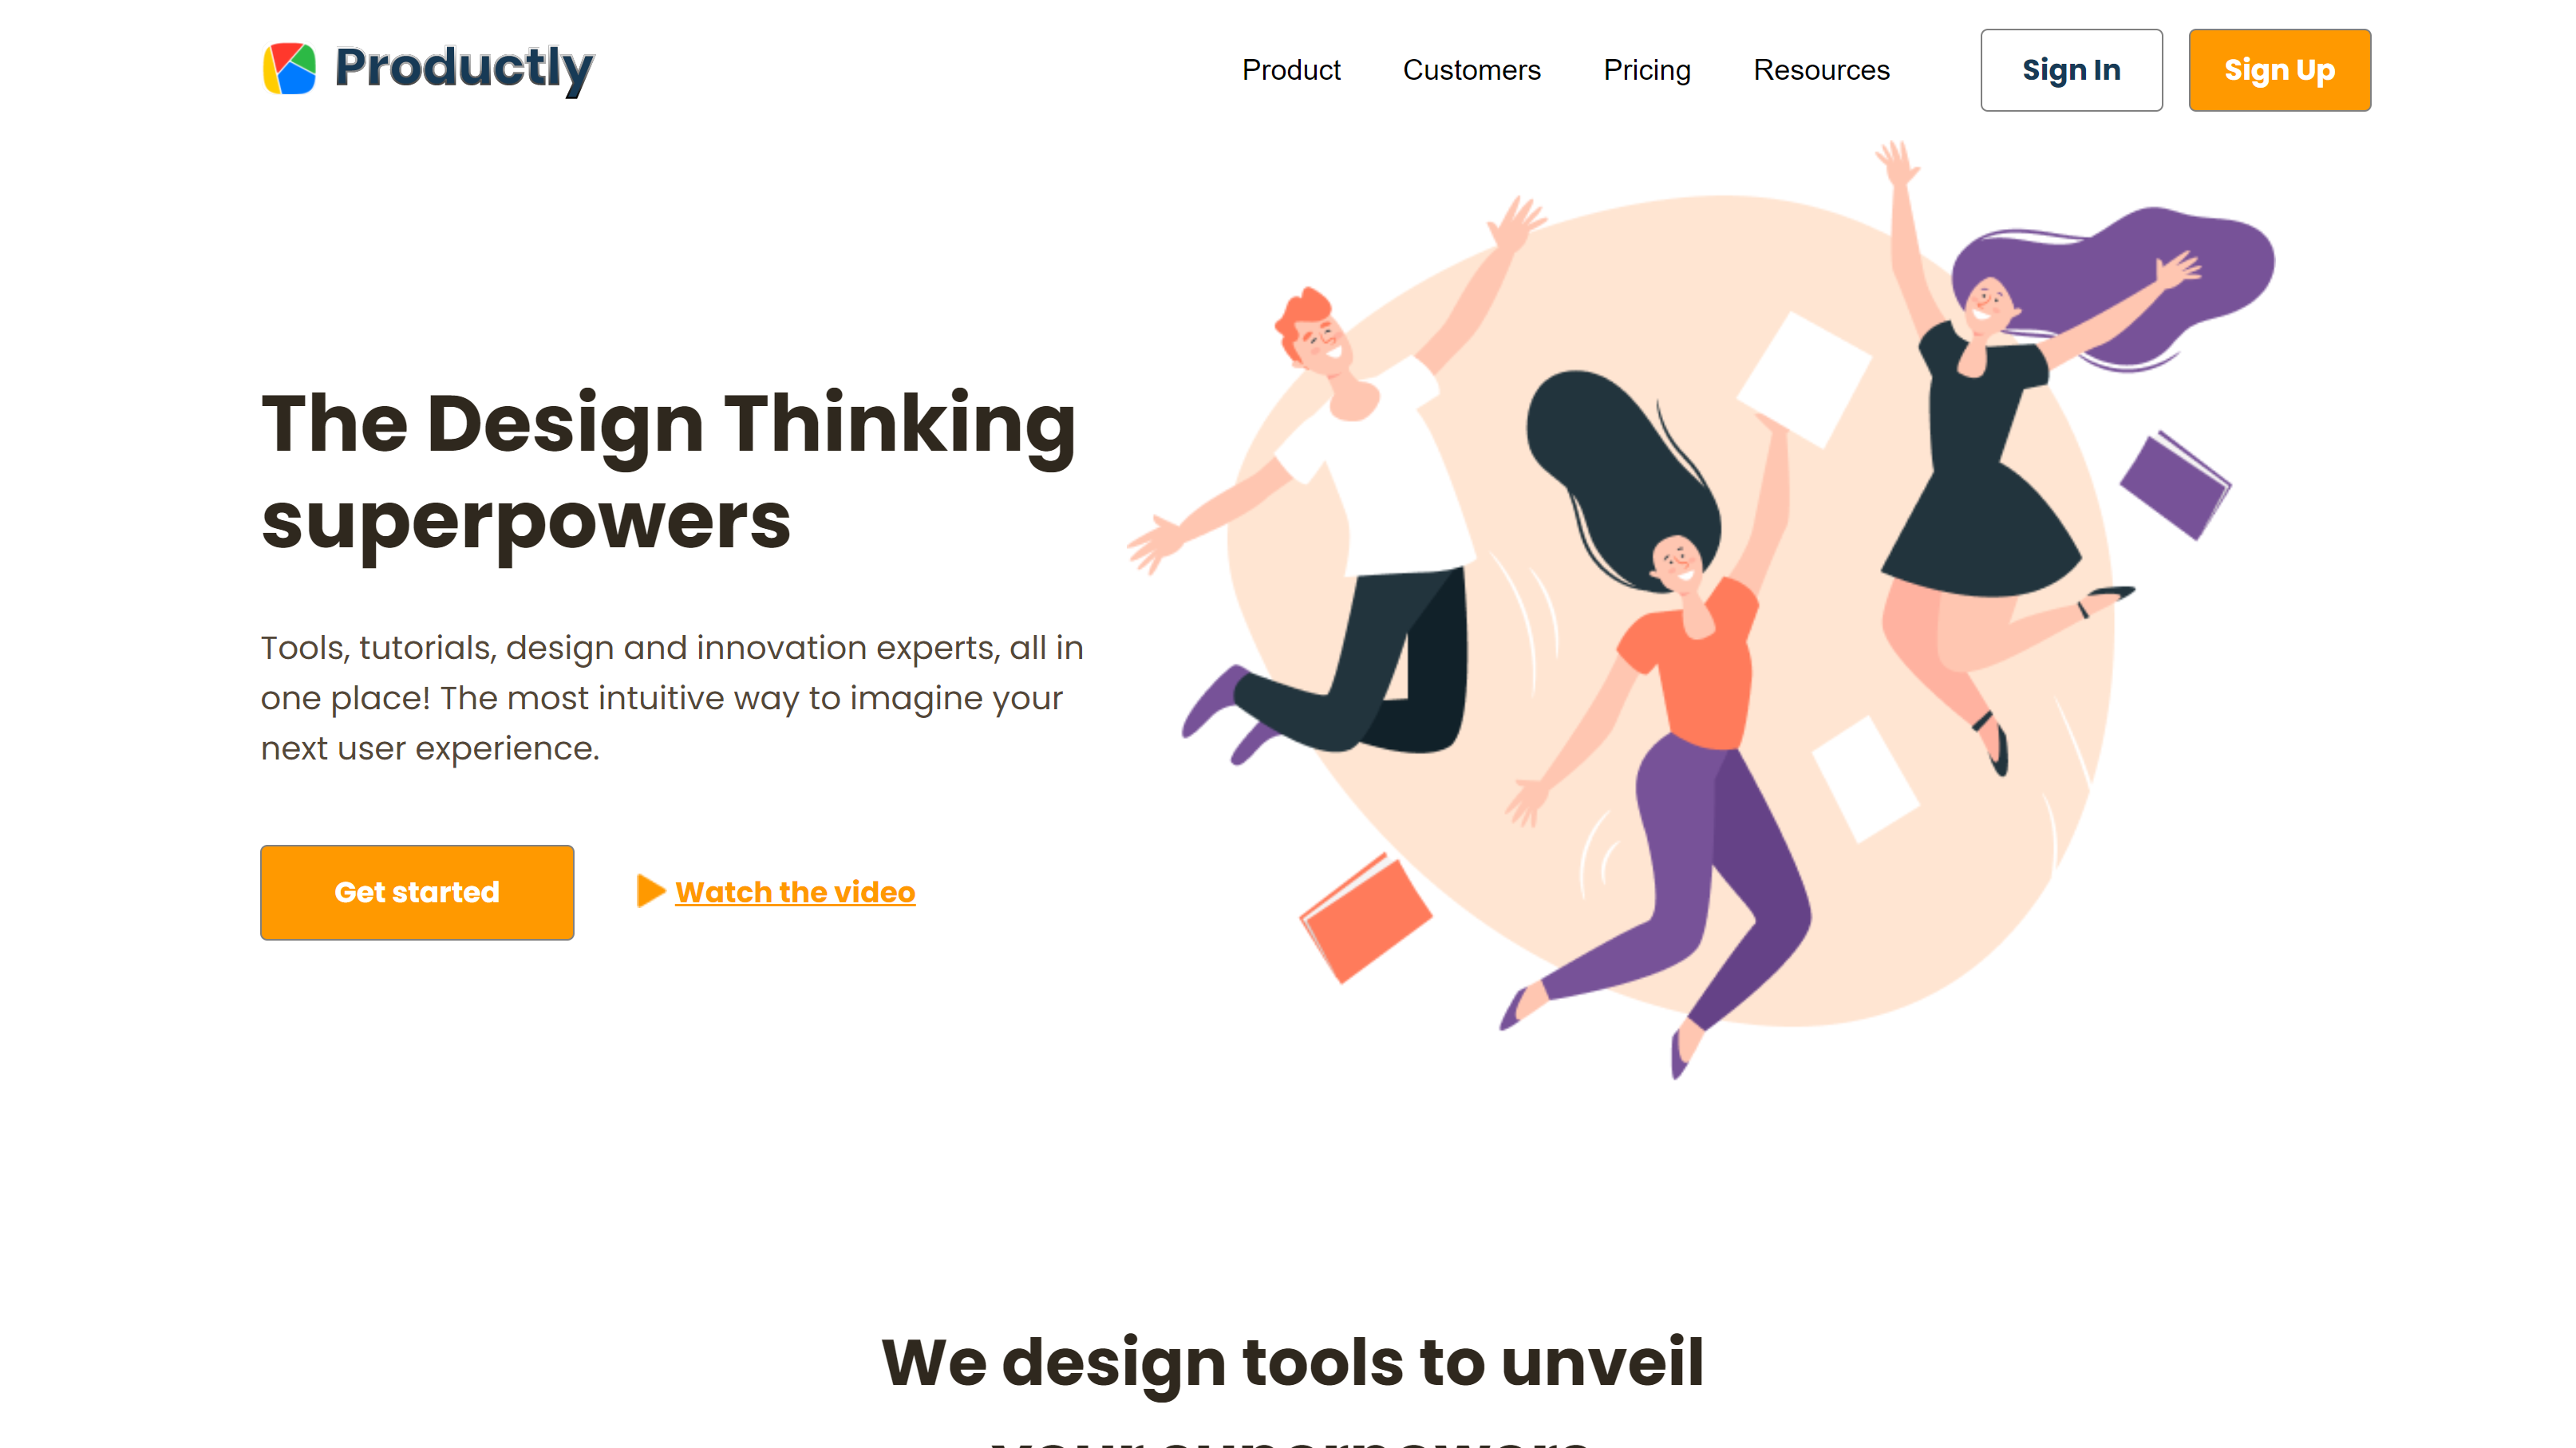 Productly
Product Customers Pricing Resources Sign In Sign Up
The Design Thinking
superpowers
Tools, tutorials, design and innovation experts, all in
one place! The most intuitive way to imagine your
next user experience.
Get started Watch the video
We design tools to unveil
your superpowers